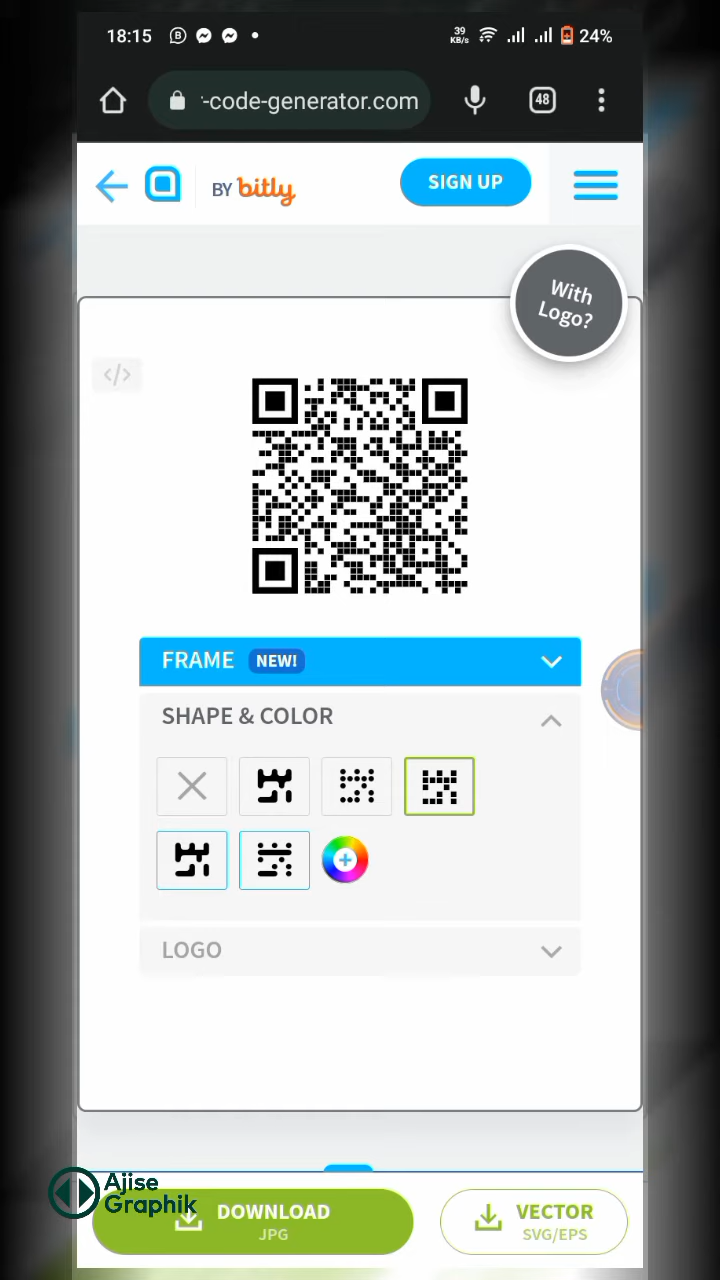 18:15
39
KB/s
24%
-code-generator.com
48
BY bitly
SIGN UP
With
Logo?
</>
FRAME NEW!
SHAPE & COLOR
LOGO
Ajise
Graphik
DOWNLOAD
JPG
VECTOR
SVG/EPS